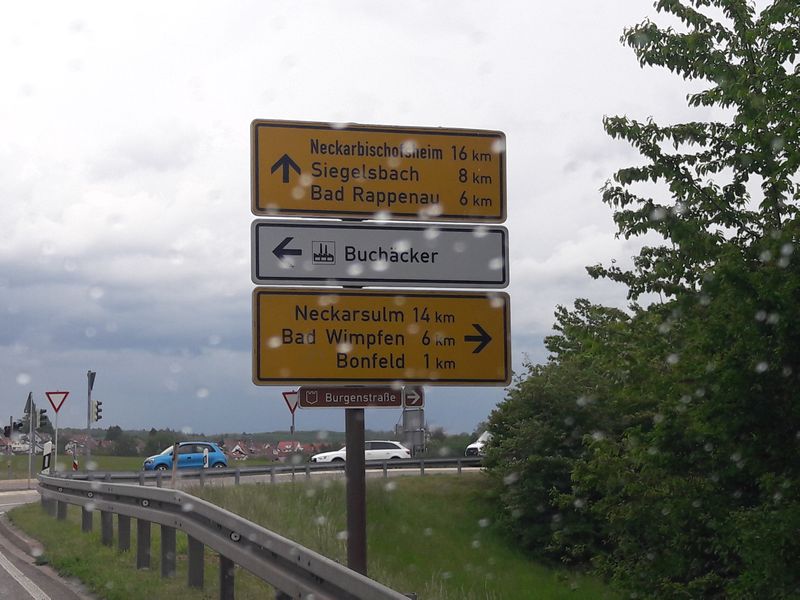 Neckarbischofsheim 16 km
Siegelsbach 8 km
Bad Rappenau 6 km
Buchäcker
Neckarsulm 14 km
Bad Wimpfen 6 km
Bonfeld 1 km
Burgenstraße